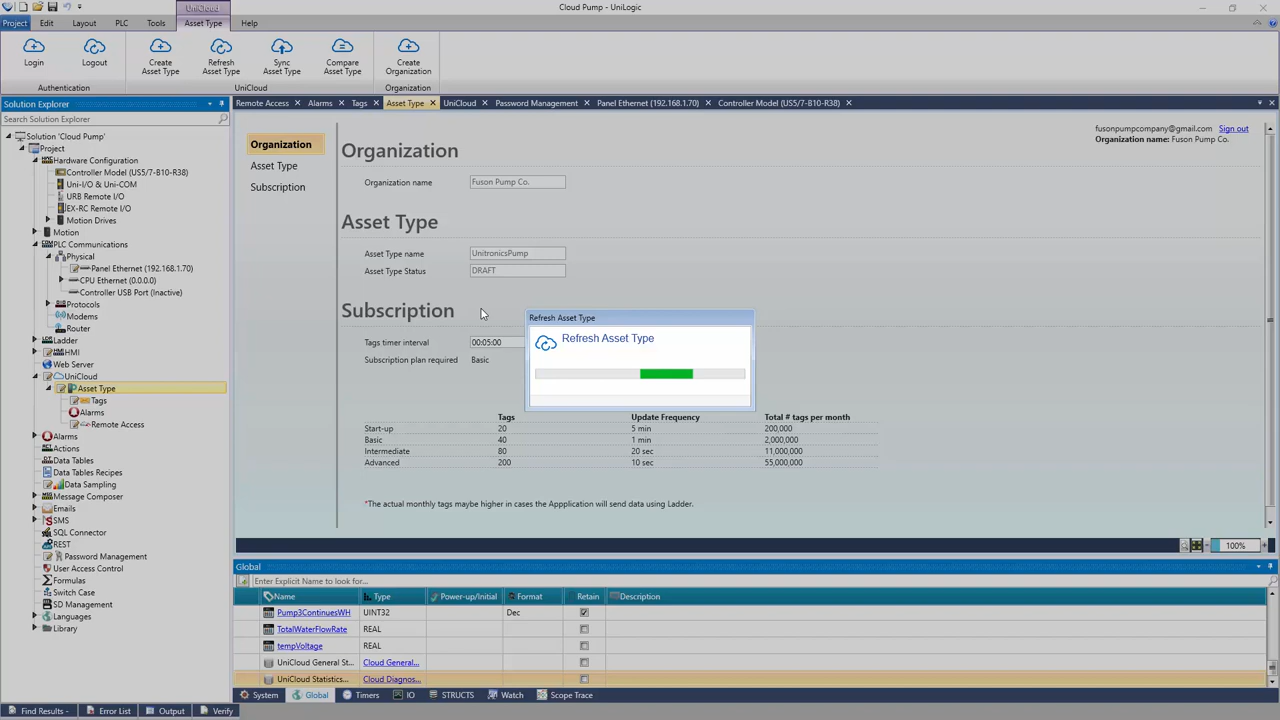 UniCloud
Cloud Pump - UniLogic
Project Edit Layout PLC Tools Asset Type Help
Login Logout Create Asset Type Refresh Asset Type Sync Asset Type Compare Asset Type Create Organization
Authentication UniCloud Organization
Solution Explorer
Search Solution Explorer
Solution 'Cloud Pump'
Project
Hardware Configuration
Controller Model (US5/7-B10-R38)
Uni-I/O & Uni-COM
URB Remote I/O
EX-RC Remote I/O
Motion Drives
Motion
PLC Communications
Physical
Panel Ethernet (192.168.1.70)
CPU Ethernet (0.0.0.0)
Controller USB Port (Inactive)
Protocols
Modems
Router
Ladder
HMI
Web Server
UniCloud
Asset Type
Tags
Alarms
Remote Access
Alarms
Actions
Data Tables
Data Tables Recipes
Data Sampling
Message Composer
Emails
SMS
SQL Connector
REST
Password Management
User Access Control
Formulas
Switch Case
SD Management
Languages
Library
Remote Access Alarms Tags Asset Type UniCloud Password Management Panel Ethernet (192.168.1.70) Controller Model (US5/7-B10-R38)
Organization
Asset Type
Subscription
fusonpumpcompany@gmail.com Sign out
Organization name: Fuson Pump Co.
Organization
Organization name Fuson Pump Co.
Asset Type
Asset Type name UnitronicsPump
Asset Type Status DRAFT
Subscription
Tags timer interval 00:05:00
Subscription plan required Basic
Refresh Asset Type
Refresh Asset Type
Tags Update Frequency Total # tags per month
Start-up 20 5 min 200,000
Basic 40 1 min 2,000,000
Intermediate 80 20 sec 11,000,000
Advanced 200 10 sec 55,000,000
*The actual monthly tags maybe higher in cases the Appplication will send data using Ladder.
100%
Global
Enter Explicit Name to look for...
Name Type Power-up/Initial Format Retain Description
Pump3ContinuesWH UINT32 Dec
TotalWaterFlowRate REAL
tempVoltage REAL
UniCloud General St... Cloud General...
UniCloud Statistics... Cloud Diagnos...
System Global Timers IO STRUCTS Watch Scope Trace
Find Results - Error List Output Verify